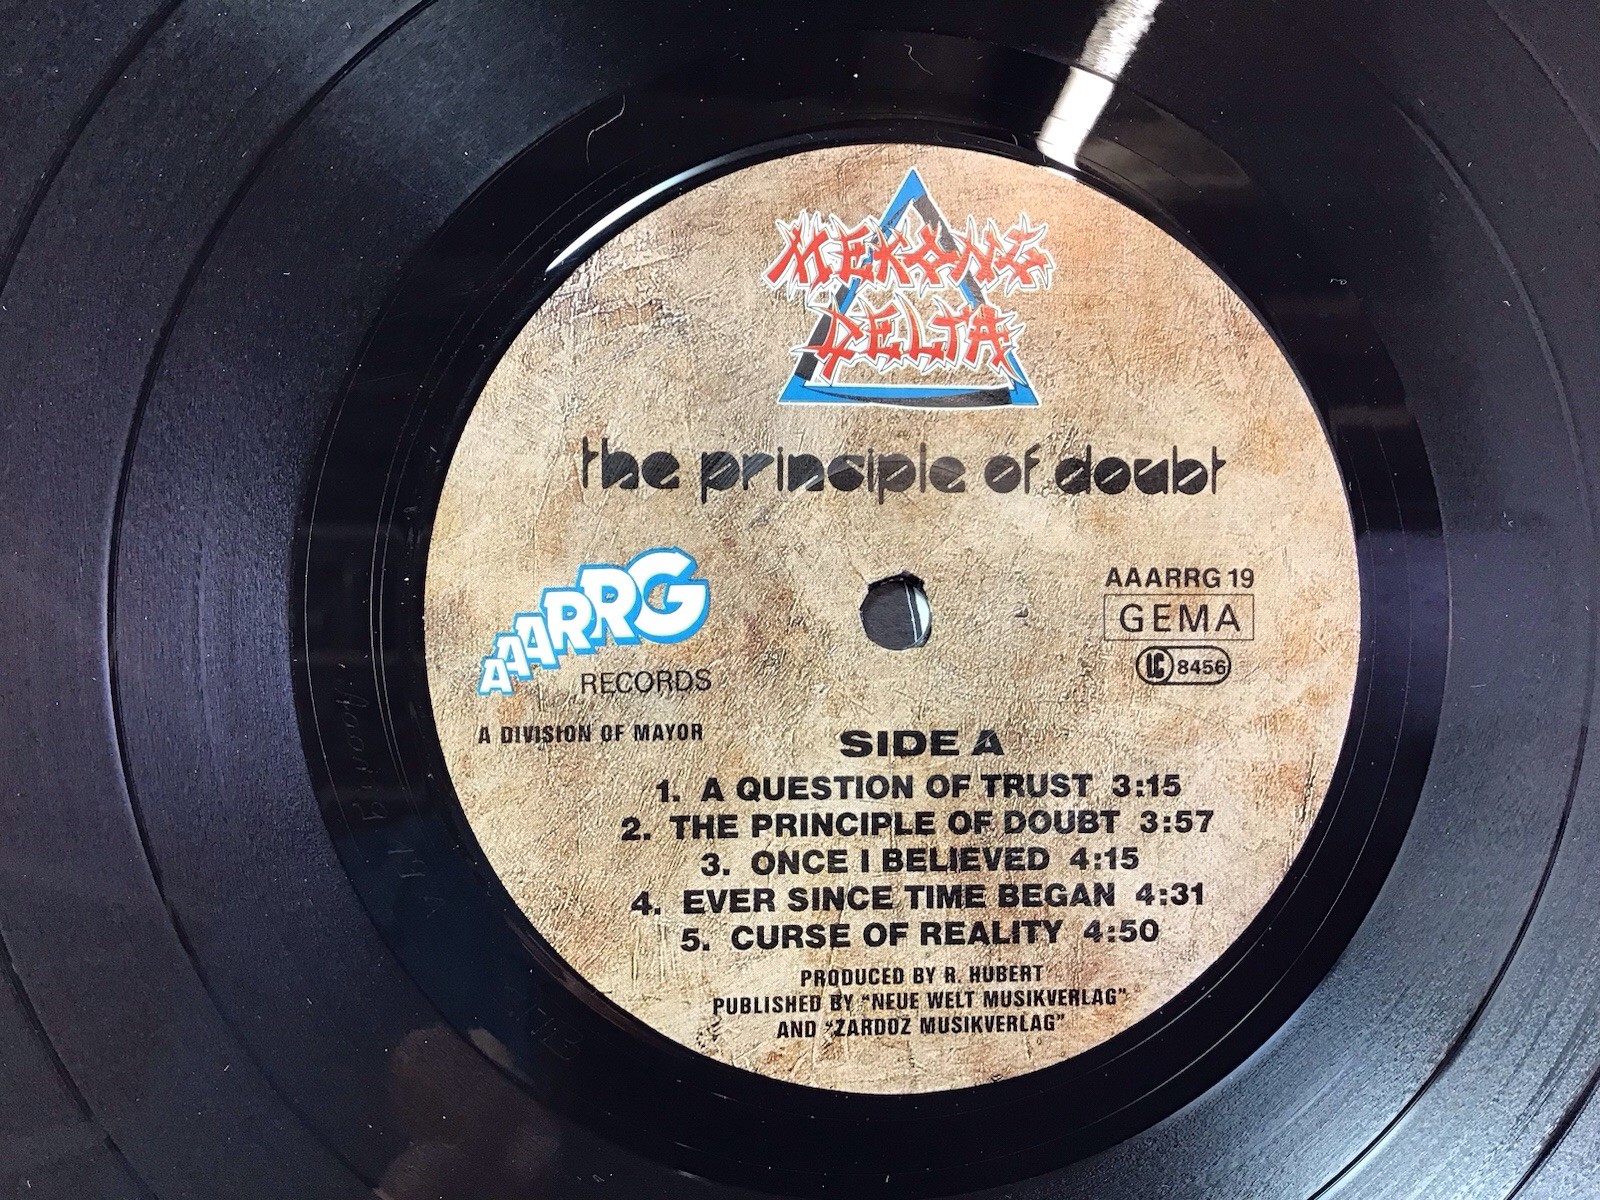 MEKONG
DELTA
the principle of doubt
AAARRG
RECORDS
A DIVISION OF MAYOR
AAARRG 19
GEMA
LC 8456
SIDE A
1. A QUESTION OF TRUST 3:15
2. THE PRINCIPLE OF DOUBT 3:57
3. ONCE I BELIEVED 4:15
4. EVER SINCE TIME BEGAN 4:31
5. CURSE OF REALITY 4:50
PRODUCED BY R. HUBERT
PUBLISHED BY "NEUE WELT MUSIKVERLAG"
AND "ZARDOZ MUSIKVERLAG"